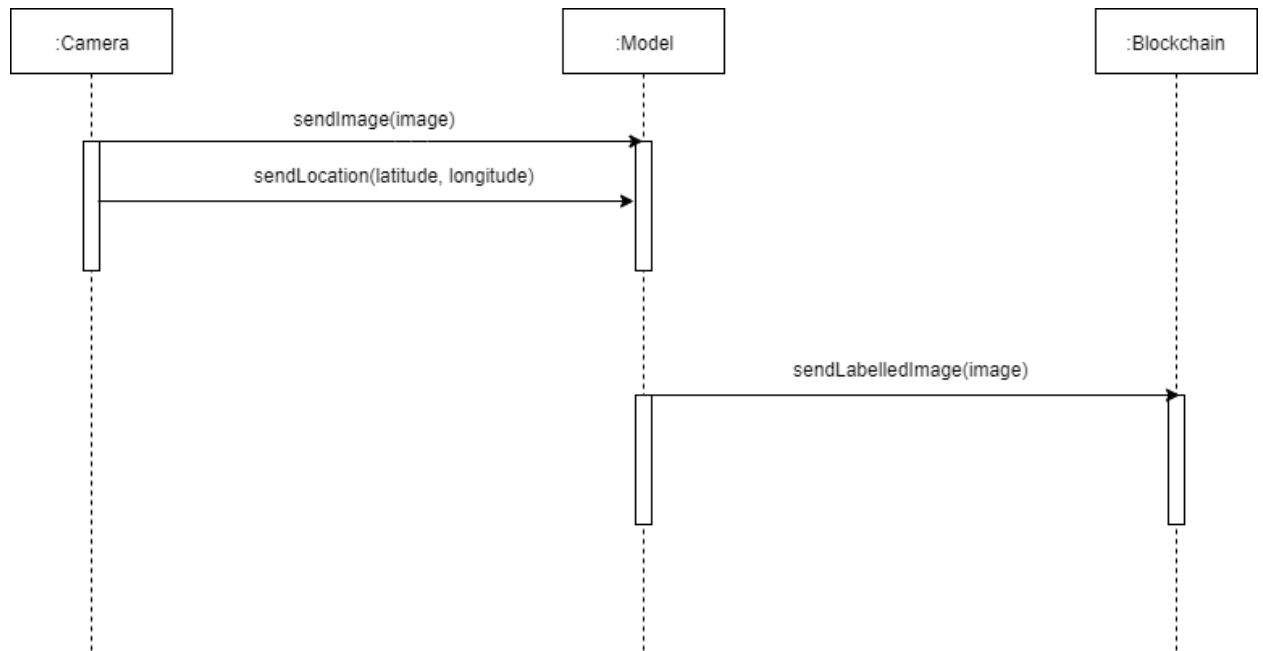 :Camera
:Model
:Blockchain
sendImage(image)
sendLocation(latitude, longitude)
sendLabelledImage(image)